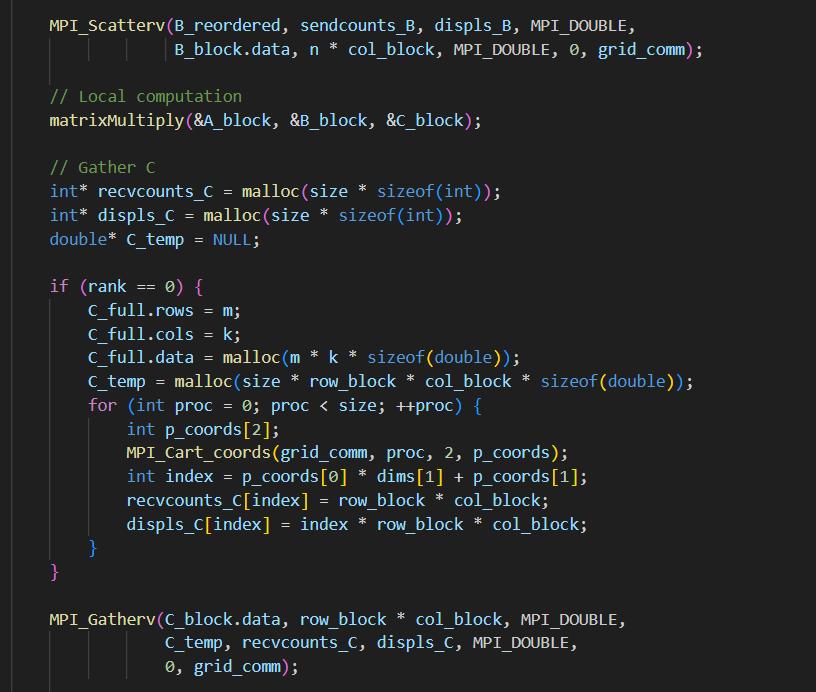 MPI_Scatterv(B_reordered, sendcounts_B, displs_B, MPI_DOUBLE,
             B_block.data, n * col_block, MPI_DOUBLE, 0, grid_comm);

// Local computation
matrixMultiply(&A_block, &B_block, &C_block);

// Gather C
int* recvcounts_C = malloc(size * sizeof(int));
int* displs_C = malloc(size * sizeof(int));
double* C_temp = NULL;

if (rank == 0) {
    C_full.rows = m;
    C_full.cols = k;
    C_full.data = malloc(m * k * sizeof(double));
    C_temp = malloc(size * row_block * col_block * sizeof(double));
    for (int proc = 0; proc < size; ++proc) {
        int p_coords[2];
        MPI_Cart_coords(grid_comm, proc, 2, p_coords);
        int index = p_coords[0] * dims[1] + p_coords[1];
        recvcounts_C[index] = row_block * col_block;
        displs_C[index] = index * row_block * col_block;
    }
}

MPI_Gatherv(C_block.data, row_block * col_block, MPI_DOUBLE,
            C_temp, recvcounts_C, displs_C, MPI_DOUBLE,
            0, grid_comm);